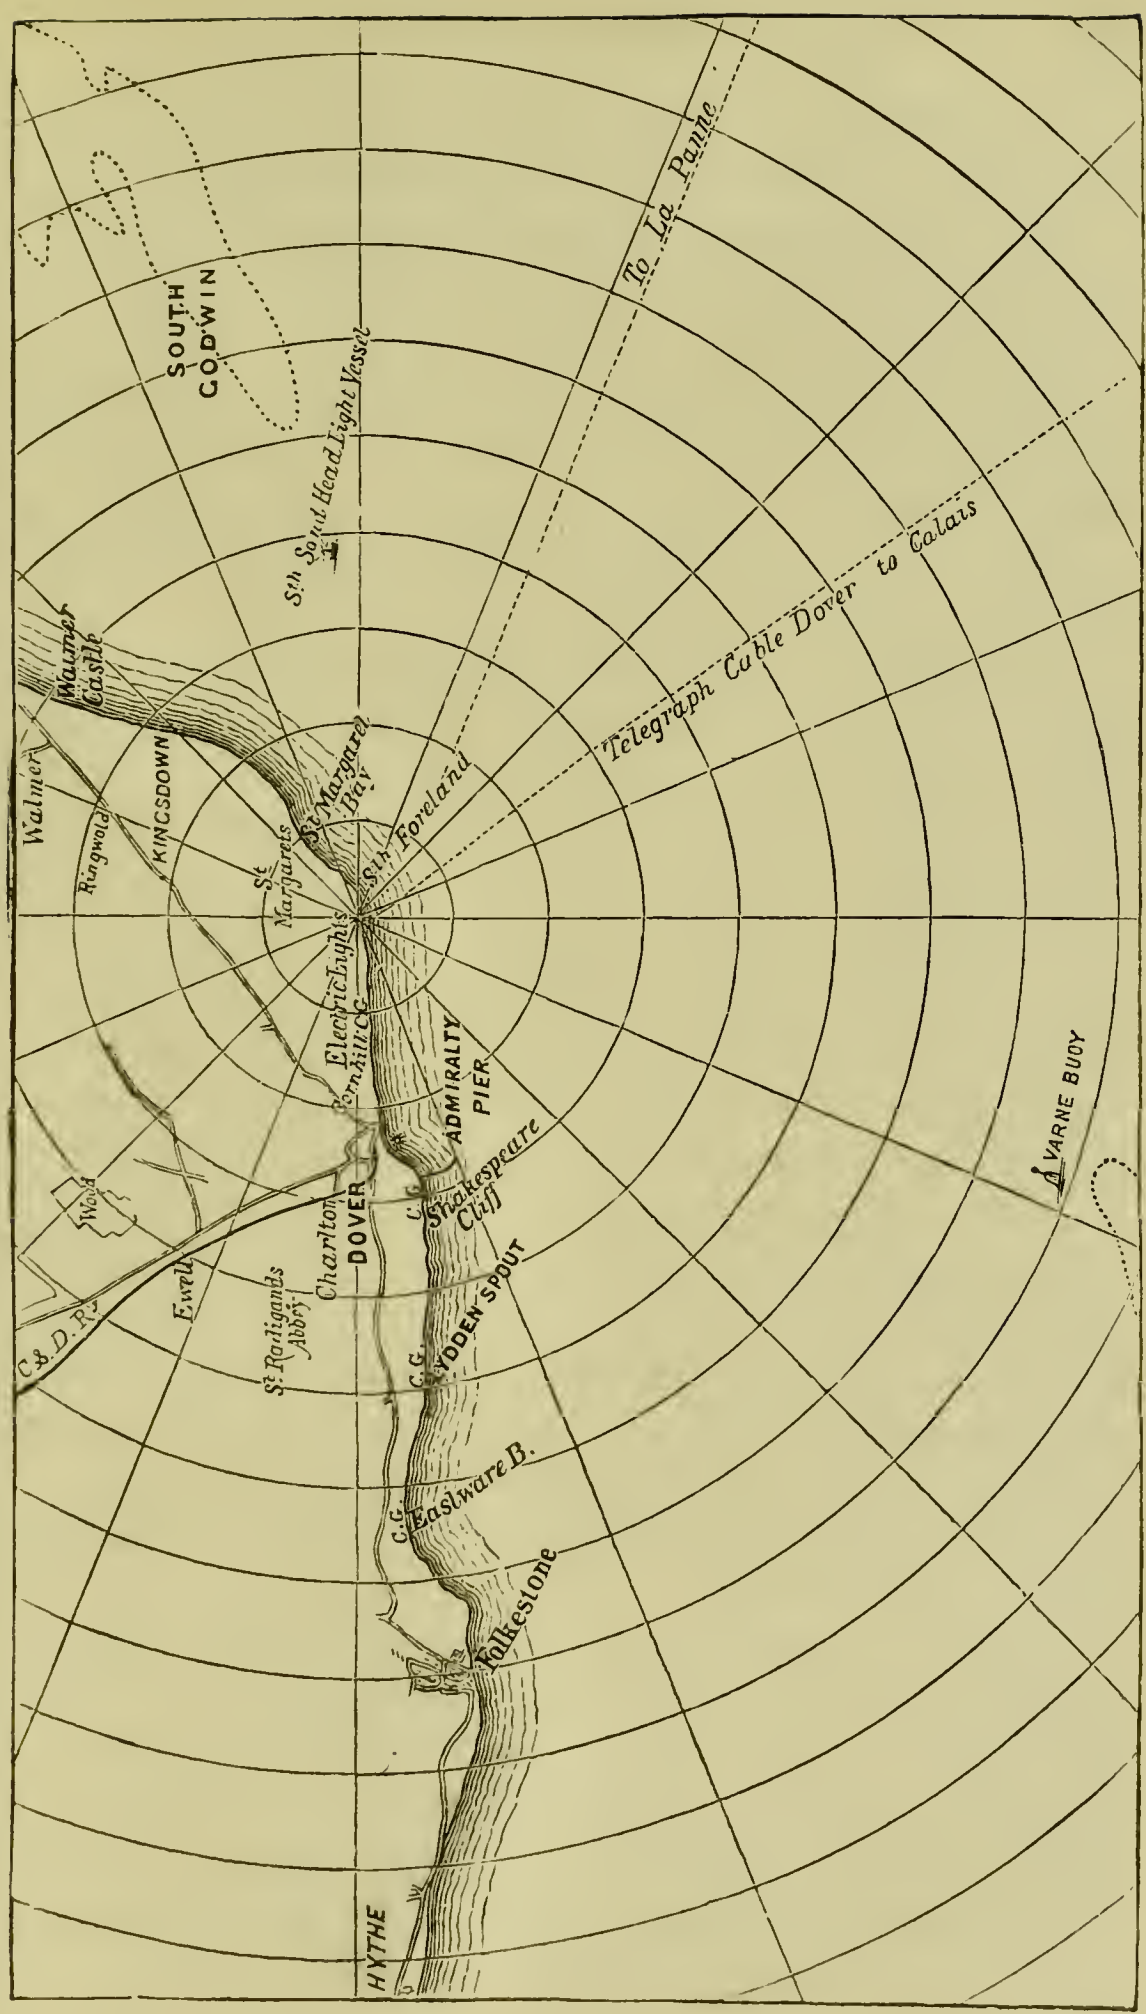 To La Panne
SOUTH
GODWIN
Sth Sand Head Light Vessel
Telegraph Cable Dover to Calais
Walmer
Castle
Walmer
Ringwold
KINGSDOWN
St Margaret
Bay
Sth Foreland
St
Margarets
Electric Lights
Cornhill C.G.
ADMIRALTY
PIER
VARNE BUOY
Wood
Charlton
DOVER
C.G.
Shakespeare
Cliff
Ewell
St. Radigands
Abbey
LYDDEN SPOUT
C.G.
C. & D. Ry
Eastware B.
C.G.
Folkestone
HYTHE